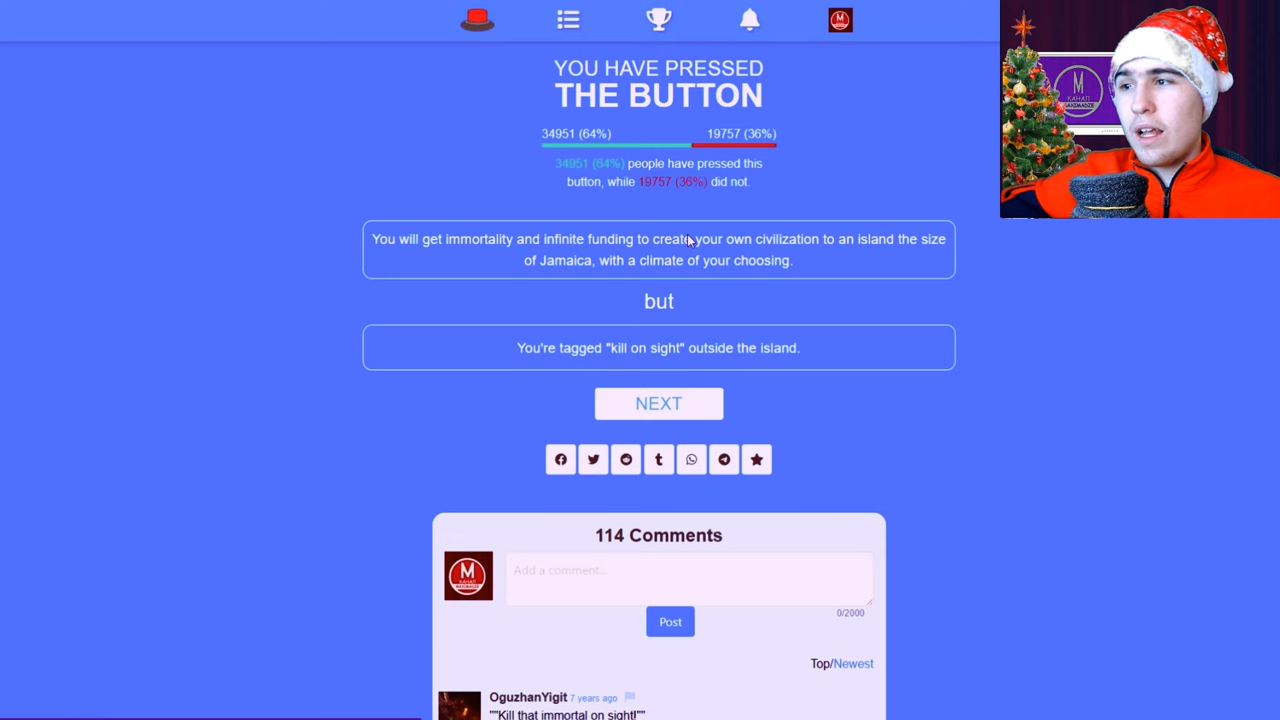 YOU HAVE PRESSED
THE BUTTON
34951 (64%) 19757 (36%)
34951 (64%) people have pressed this
button, while 19757 (36%) did not.
You will get immortality and infinite funding to create your own civilization to an island the size
of Jamaica, with a climate of your choosing.
but
You're tagged "kill on sight" outside the island.
NEXT
114 Comments
M
КАНАЛ
Add a comment...
0/2000
Post
Top/Newest
OguzhanYigit 7 years ago
""Kill that immortal on sight!""
M
КАНАЛ